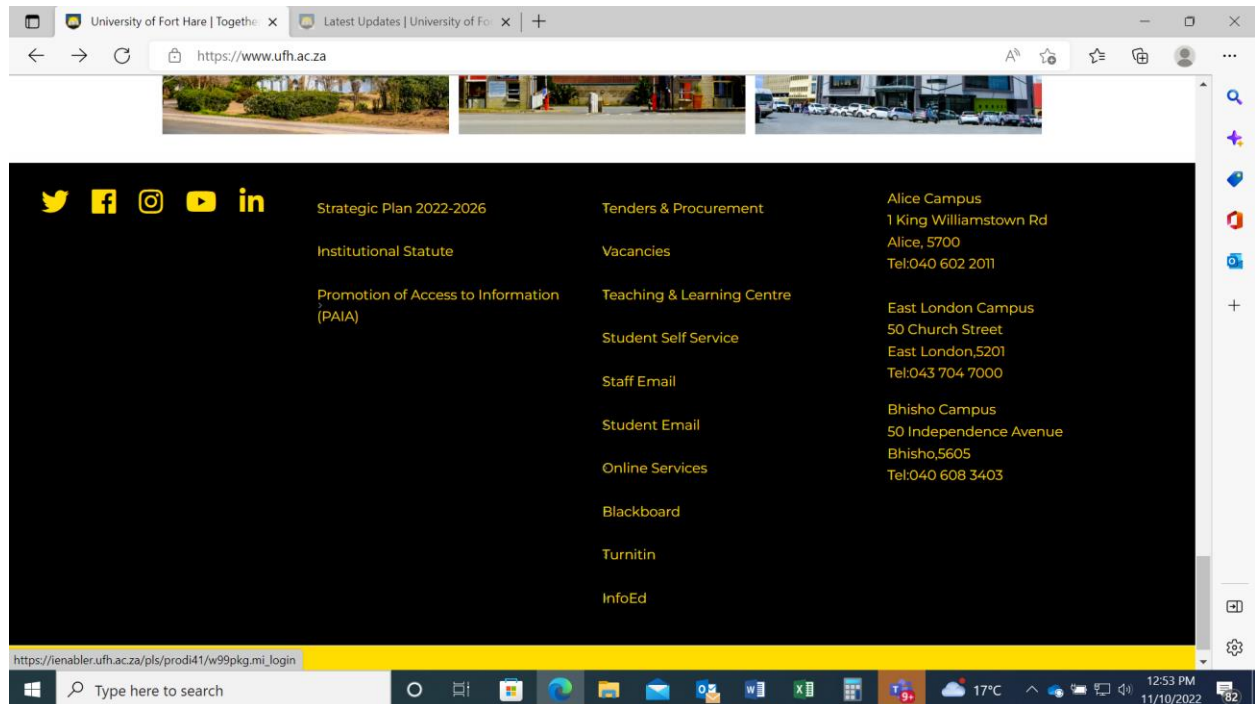 University of Fort Hare | Togethe
Latest Updates | University of For
https://www.ufh.ac.za
in
Strategic Plan 2022-2026
Institutional Statute
Promotion of Access to Information
(PAIA)
Tenders & Procurement
Vacancies
Teaching & Learning Centre
Student Self Service
Staff Email
Student Email
Online Services
Blackboard
Turnitin
InfoEd
Alice Campus
1 King Williamstown Rd
Alice, 5700
Tel:040 602 2011
East London Campus
50 Church Street
East London,5201
Tel:043 704 7000
Bhisho Campus
50 Independence Avenue
Bhisho,5605
Tel:040 608 3403
https://ienabler.ufh.ac.za/pls/prodi41/w99pkg.mi_login
Type here to search
9+
17°C
12:53 PM
11/10/2022
82